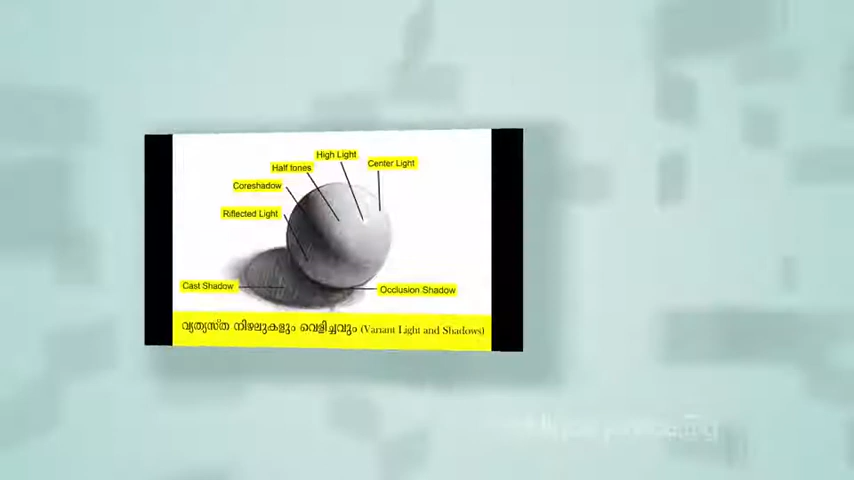 High Light
Center Light
Half tones
Coreshadow
Riflected Light
Cast Shadow
Occlusion Shadow
വ്യത്യസ്ത നിഴലുകളും വെളിച്ചവും (Variant Light and Shadows)